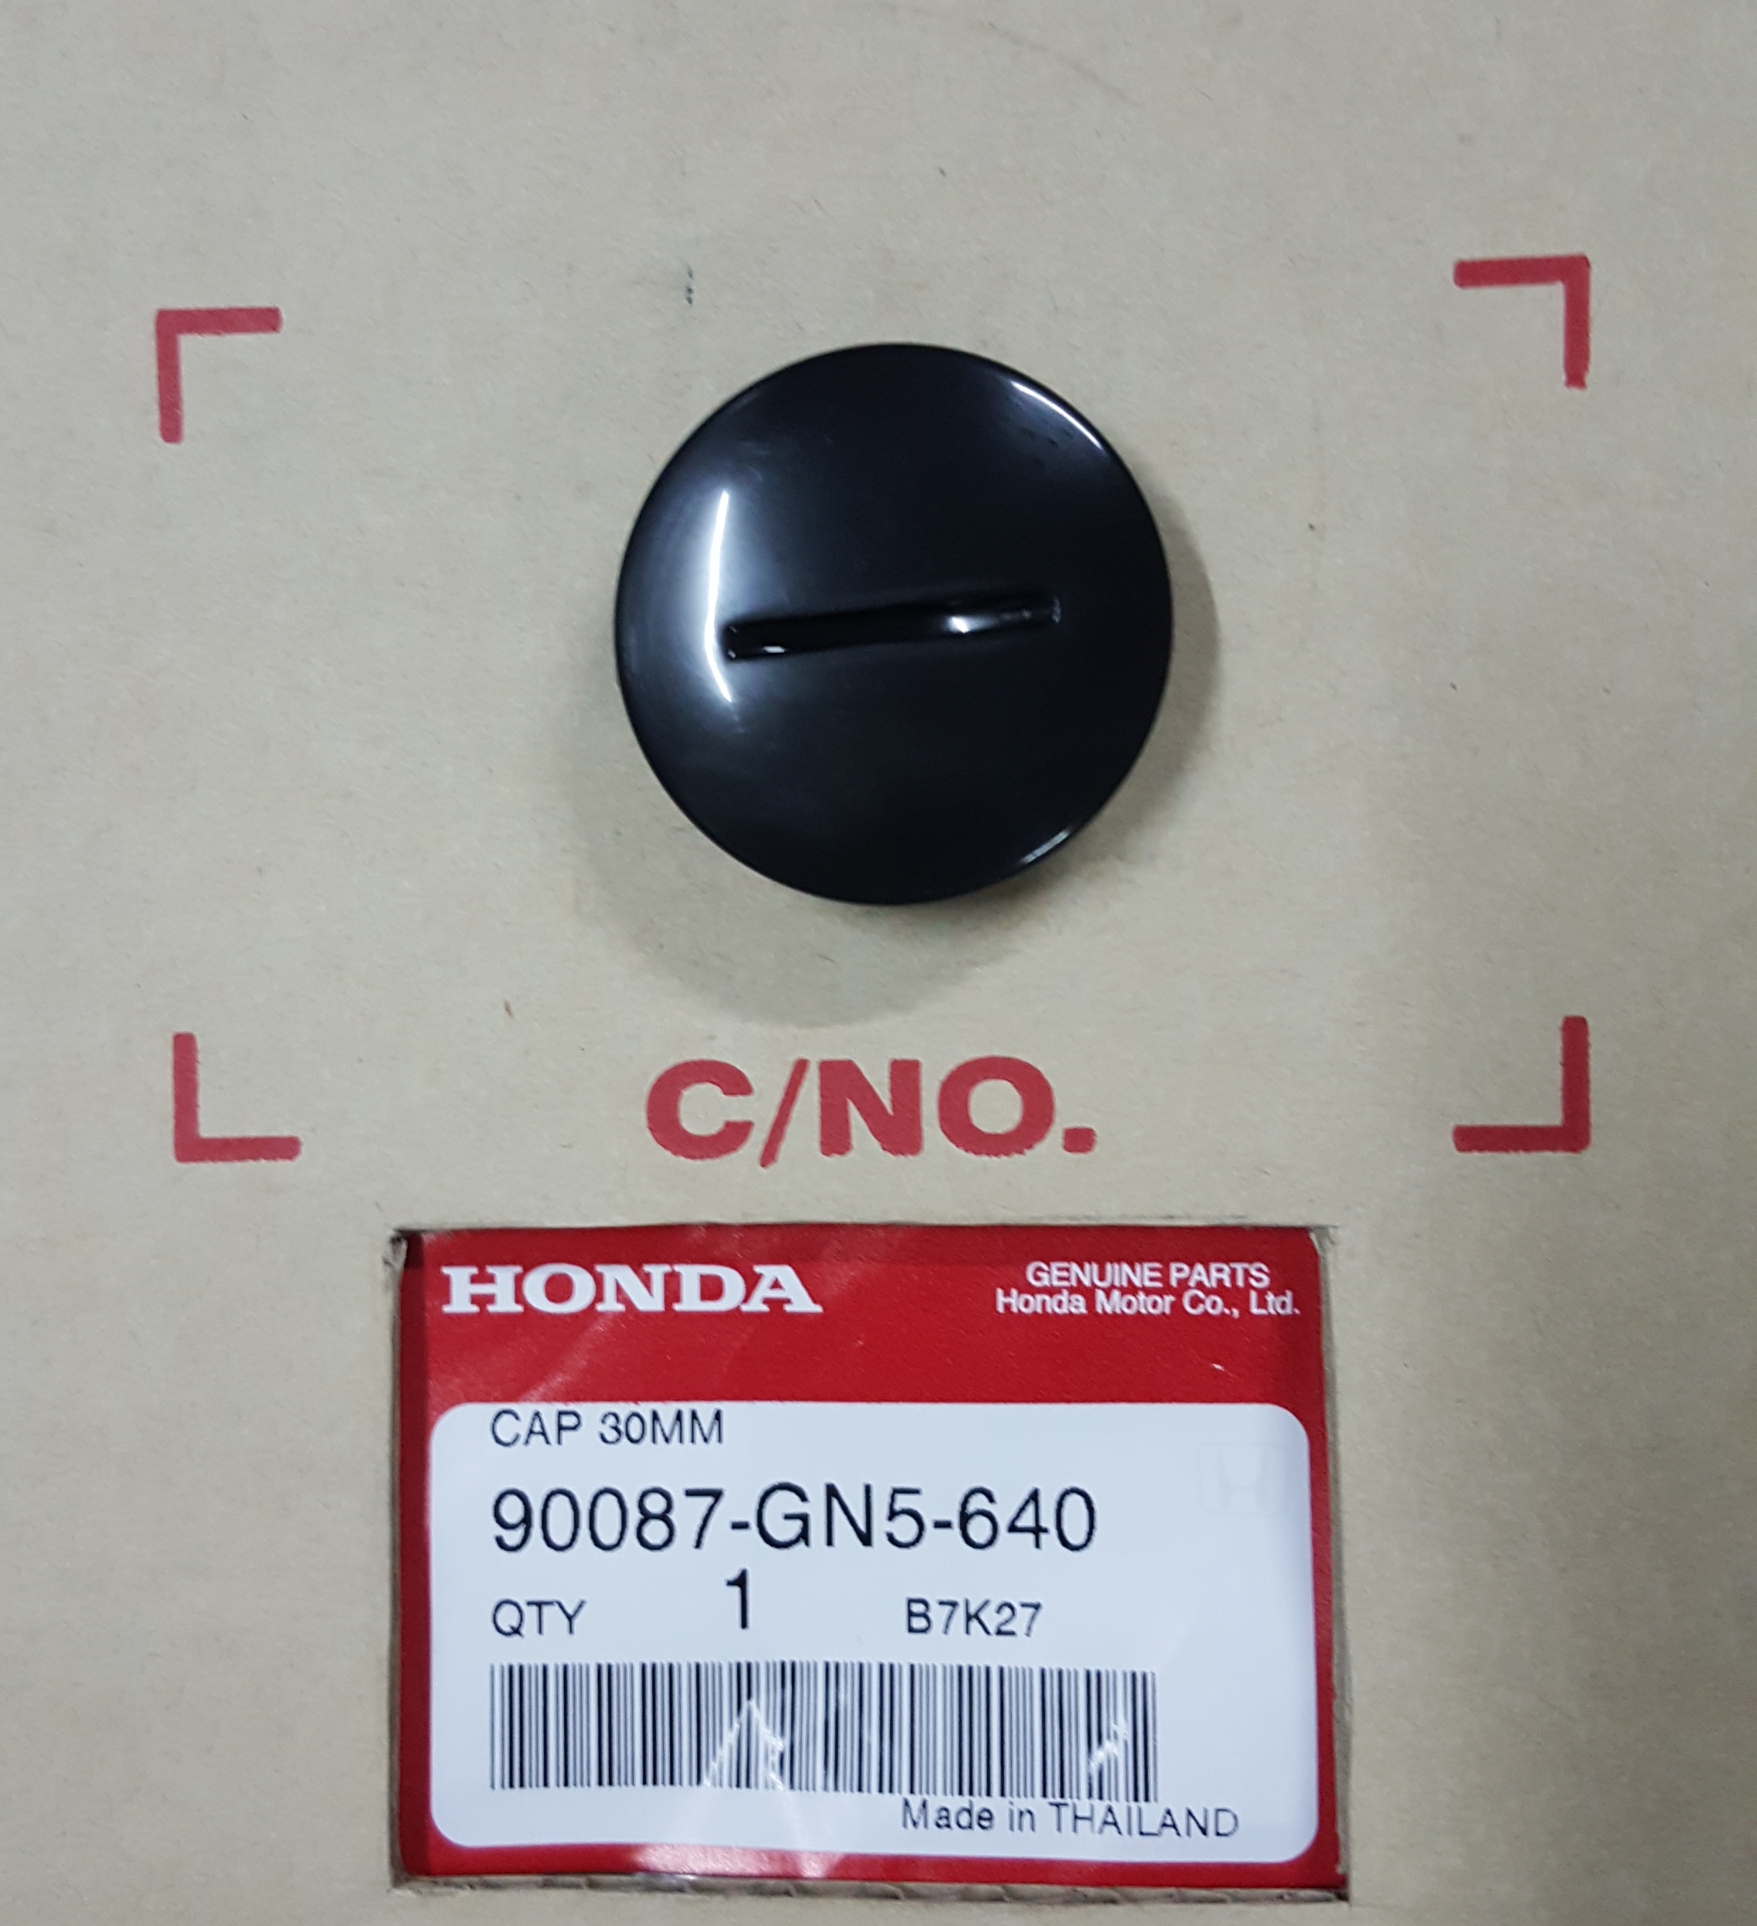 C/NO.
HONDA
GENUINE PARTS
Honda Motor Co., Ltd.
CAP 30MM
90087-GN5-640
QTY 1 B7K27
Made in THAILAND